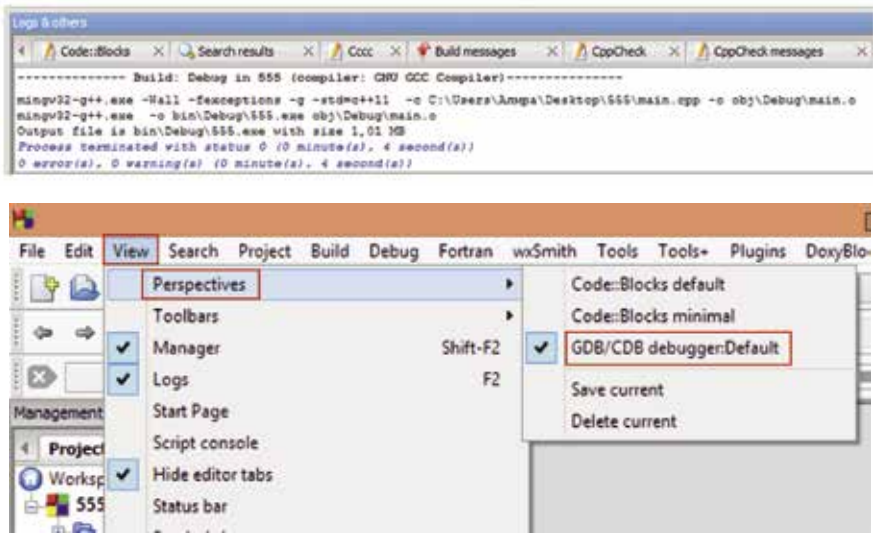 Logs & others
Code::Blocks Search results Cccc Build messages CppCheck CppCheck messages
-------------- Build: Debug in 555 (compiler: GNU GCC Compiler)---------------
mingw32-g++.exe -Wall -fexceptions -g -std=c++11 -c C:\Users\Anupa\Desktop\555\main.cpp -o obj\Debug\main.o
mingw32-g++.exe -o bin\Debug\555.exe obj\Debug\main.o
Output file is bin\Debug\555.exe with size 1,01 MB
Process terminated with status 0 (0 minute(s), 4 second(s))
0 error(s), 0 warning(s) (0 minute(s), 4 second(s))
File Edit View Search Project Build Debug Fortran wxSmith Tools Tools+ Plugins DoxyBlo
Perspectives
Code::Blocks default
Toolbars
Code::Blocks minimal
Manager Shift-F2
GDB/CDB debugger:Default
Logs F2
Save current
Management
Start Page
Delete current
Project
Script console
Worksp
Hide editor tabs
555
Status bar